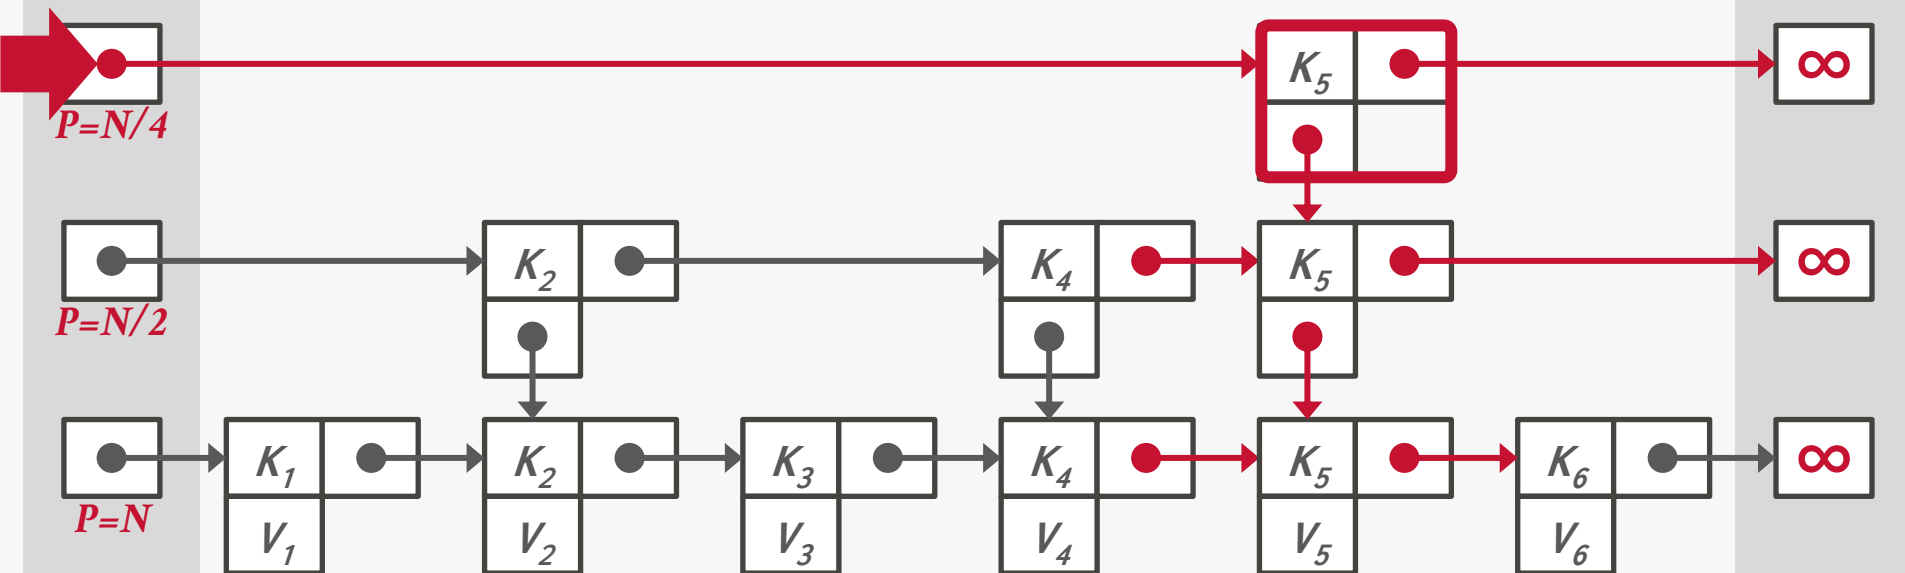 K5 ∞
P=N/4
K2 K4 K5 ∞
P=N/2
K1 K2 K3 K4 K5 K6 ∞
P=N
V1 V2 V3 V4 V5 V6